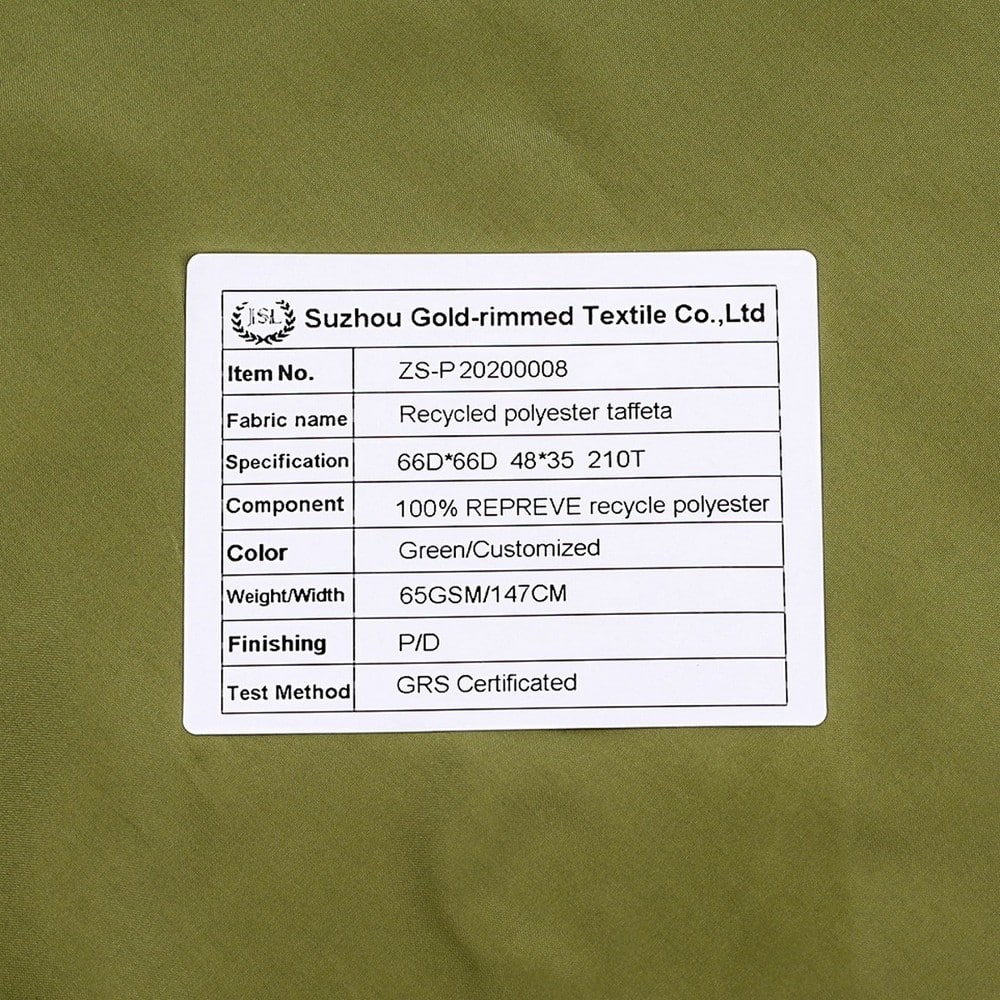 JSL Suzhou Gold-rimmed Textile Co.,Ltd
Item No. ZS-P20200008
Fabric name Recycled polyester taffeta
Specification 66D*66D 48*35 210T
Component 100% REPREVE recycle polyester
Color Green/Customized
Weight/Width 65GSM/147CM
Finishing P/D
Test Method GRS Certificated